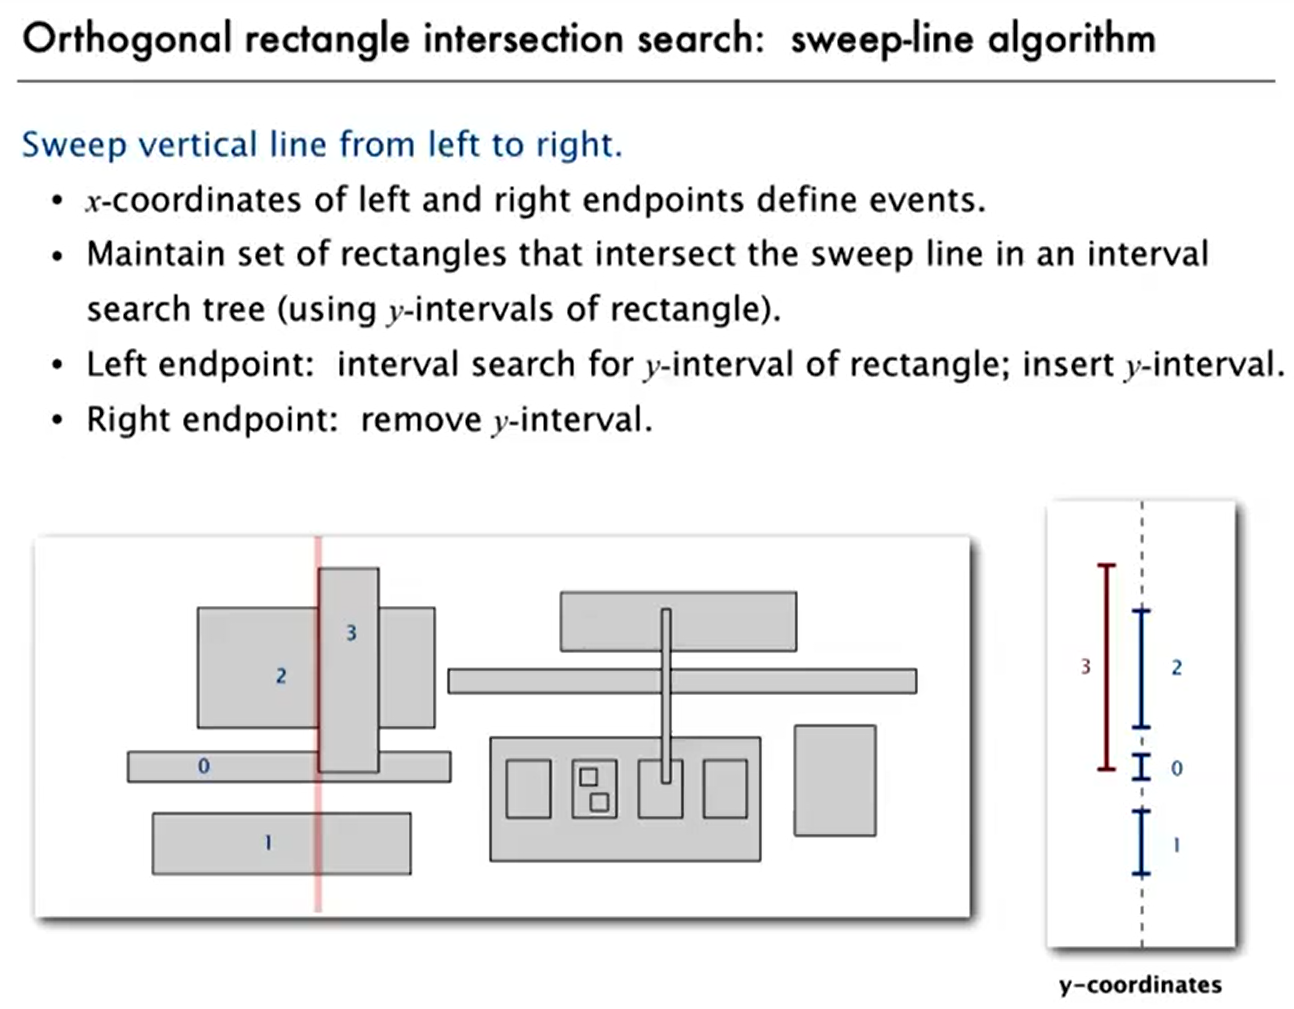 Orthogonal rectangle intersection search: sweep-line algorithm
Sweep vertical line from left to right.
• x-coordinates of left and right endpoints define events.
• Maintain set of rectangles that intersect the sweep line in an interval
search tree (using y-intervals of rectangle).
• Left endpoint: interval search for y-interval of rectangle; insert y-interval.
• Right endpoint: remove y-interval.
3
2
0
1
3
2
0
1
y-coordinates